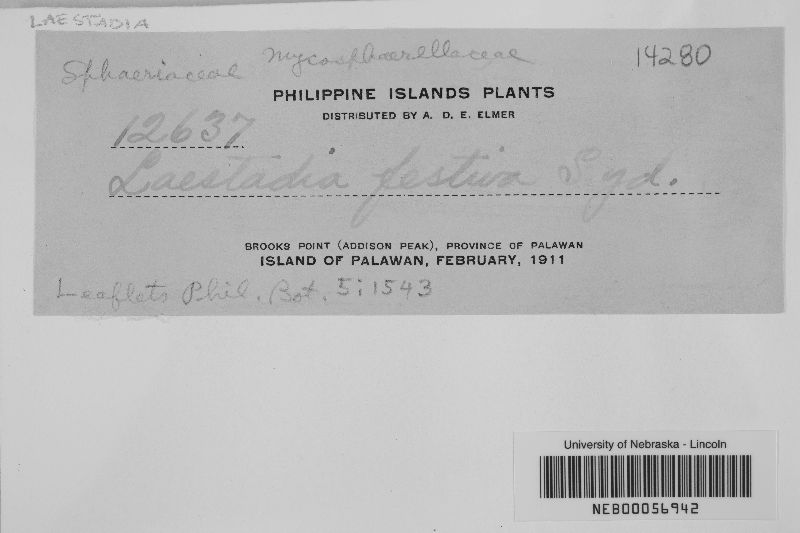 LAESTADIA
Sphaeriaceae Mycosphaerellaceae 14280
PHILIPPINE ISLANDS PLANTS
DISTRIBUTED BY A. D. E. ELMER
12637
Laestadia festiva Syd.
BROOKS POINT (ADDISON PEAK), PROVINCE OF PALAWAN
ISLAND OF PALAWAN, FEBRUARY, 1911
Leaflets Phil. Bot. 5:1543
University of Nebraska - Lincoln
NEB00056942